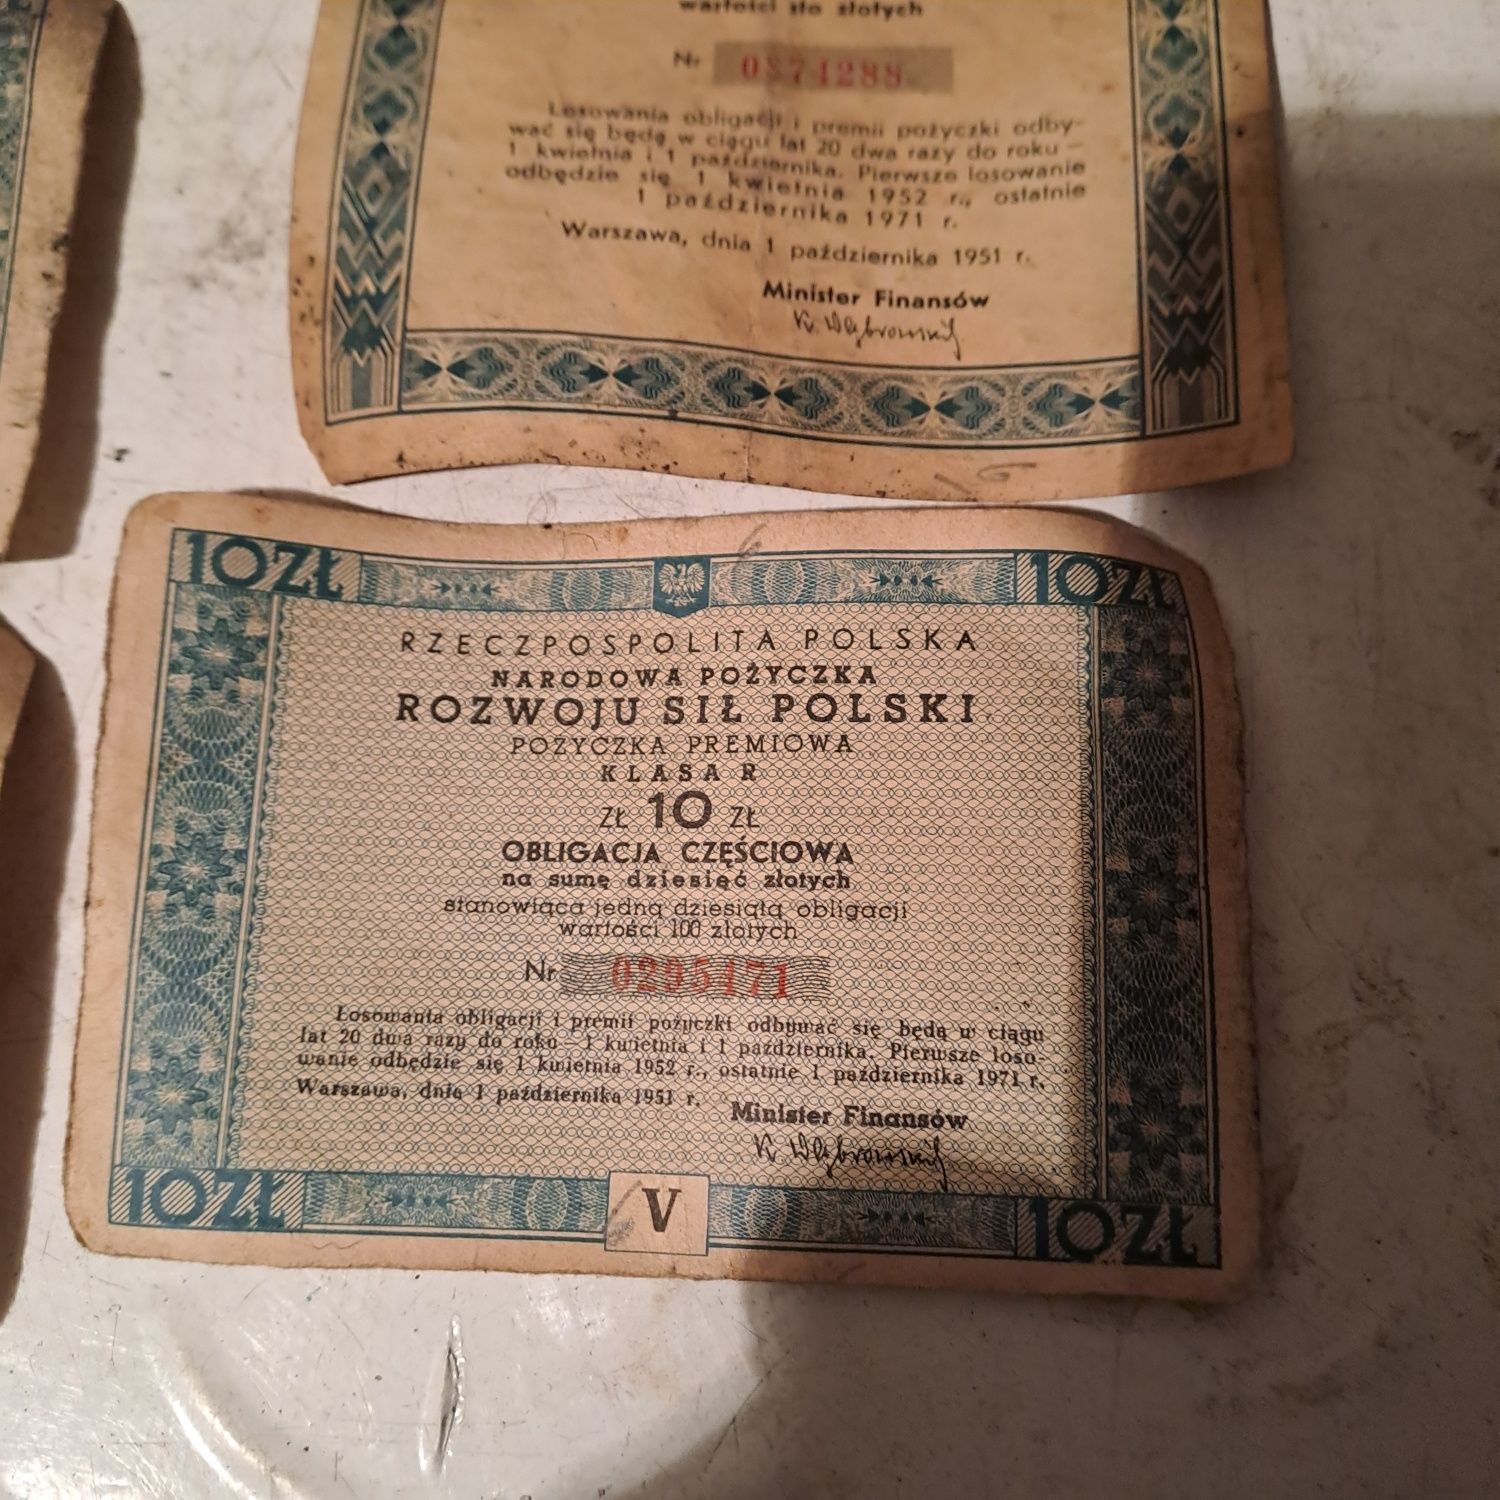 wartości sto złotych
Nr 0374288
Losowania obligacji i premii pożyczki odby-
wać się będą w ciągu lat 20 dwa razy do roku —
1 kwietnia i 1 października. Pierwsze losowanie
odbędzie się 1 kwietnia 1952 r., ostatnie
1 października 1971 r.
Warszawa, dnia 1 października 1951 r.
Minister Finansów
K. Dąbrowski
10ZŁ 10ZŁ
RZECZPOSPOLITA POLSKA
NARODOWA POŻYCZKA
ROZWOJU SIŁ POLSKI
POŻYCZKA PREMIOWA
KLASA R
ZŁ 10 ZŁ
OBLIGACJA CZĘŚCIOWA
na sumę dziesięć złotych
stanowiąca jedną dziesiątą obligacji
wartości 100 złotych
Nr 0295471
Losowania obligacji i premii pożyczki odbywać się będą w ciągu
lat 20 dwa razy do roku — 1 kwietnia i 1 października. Pierwsze loso-
wanie odbędzie się 1 kwietnia 1952 r., ostatnie 1 października 1971 r.
Warszawa, dnia 1 października 1951 r.
Minister Finansów
K Dąbrowski
10ZŁ V 10ZŁ